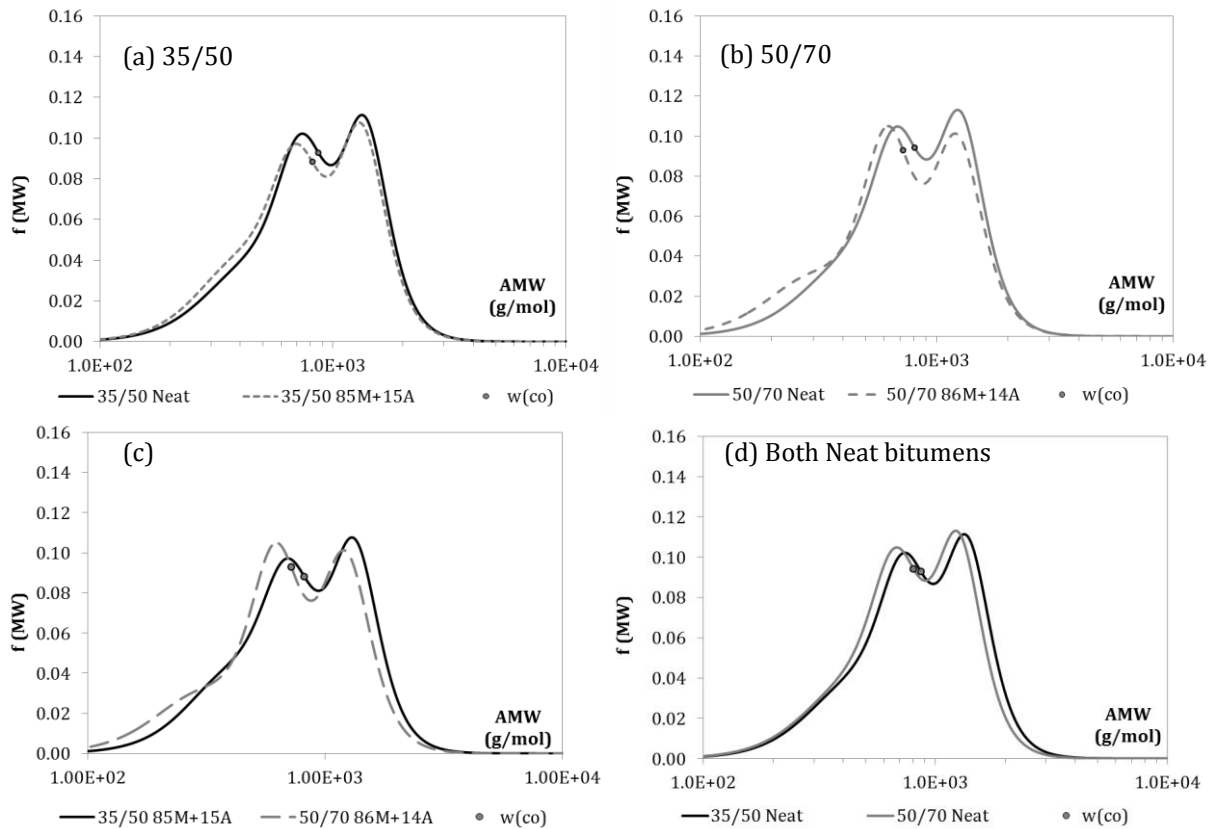 (a) 35/50
0.16
0.14
0.12
0.10
0.08
0.06
0.04
0.02
0.00
f (MW)
AMW
(g/mol)
1.0E+02
1.0E+03
1.0E+04
35/50 Neat
35/50 85M+15A
w(co)
(b) 50/70
0.16
0.14
0.12
0.10
0.08
0.06
0.04
0.02
0.00
f (MW)
AMW
(g/mol)
1.0E+02
1.0E+03
1.0E+04
50/70 Neat
50/70 86M+14A
w(co)
(c)
0.16
0.14
0.12
0.10
0.08
0.06
0.04
0.02
0.00
f (MW)
AMW
(g/mol)
1.00E+02
1.00E+03
1.00E+04
35/50 85M+15A
50/70 86M+14A
w(co)
(d) Both Neat bitumens
0.16
0.14
0.12
0.10
0.08
0.06
0.04
0.02
0.00
f (MW)
AMW
(g/mol)
1.0E+02
1.0E+03
1.0E+04
35/50 Neat
50/70 Neat
w(co)